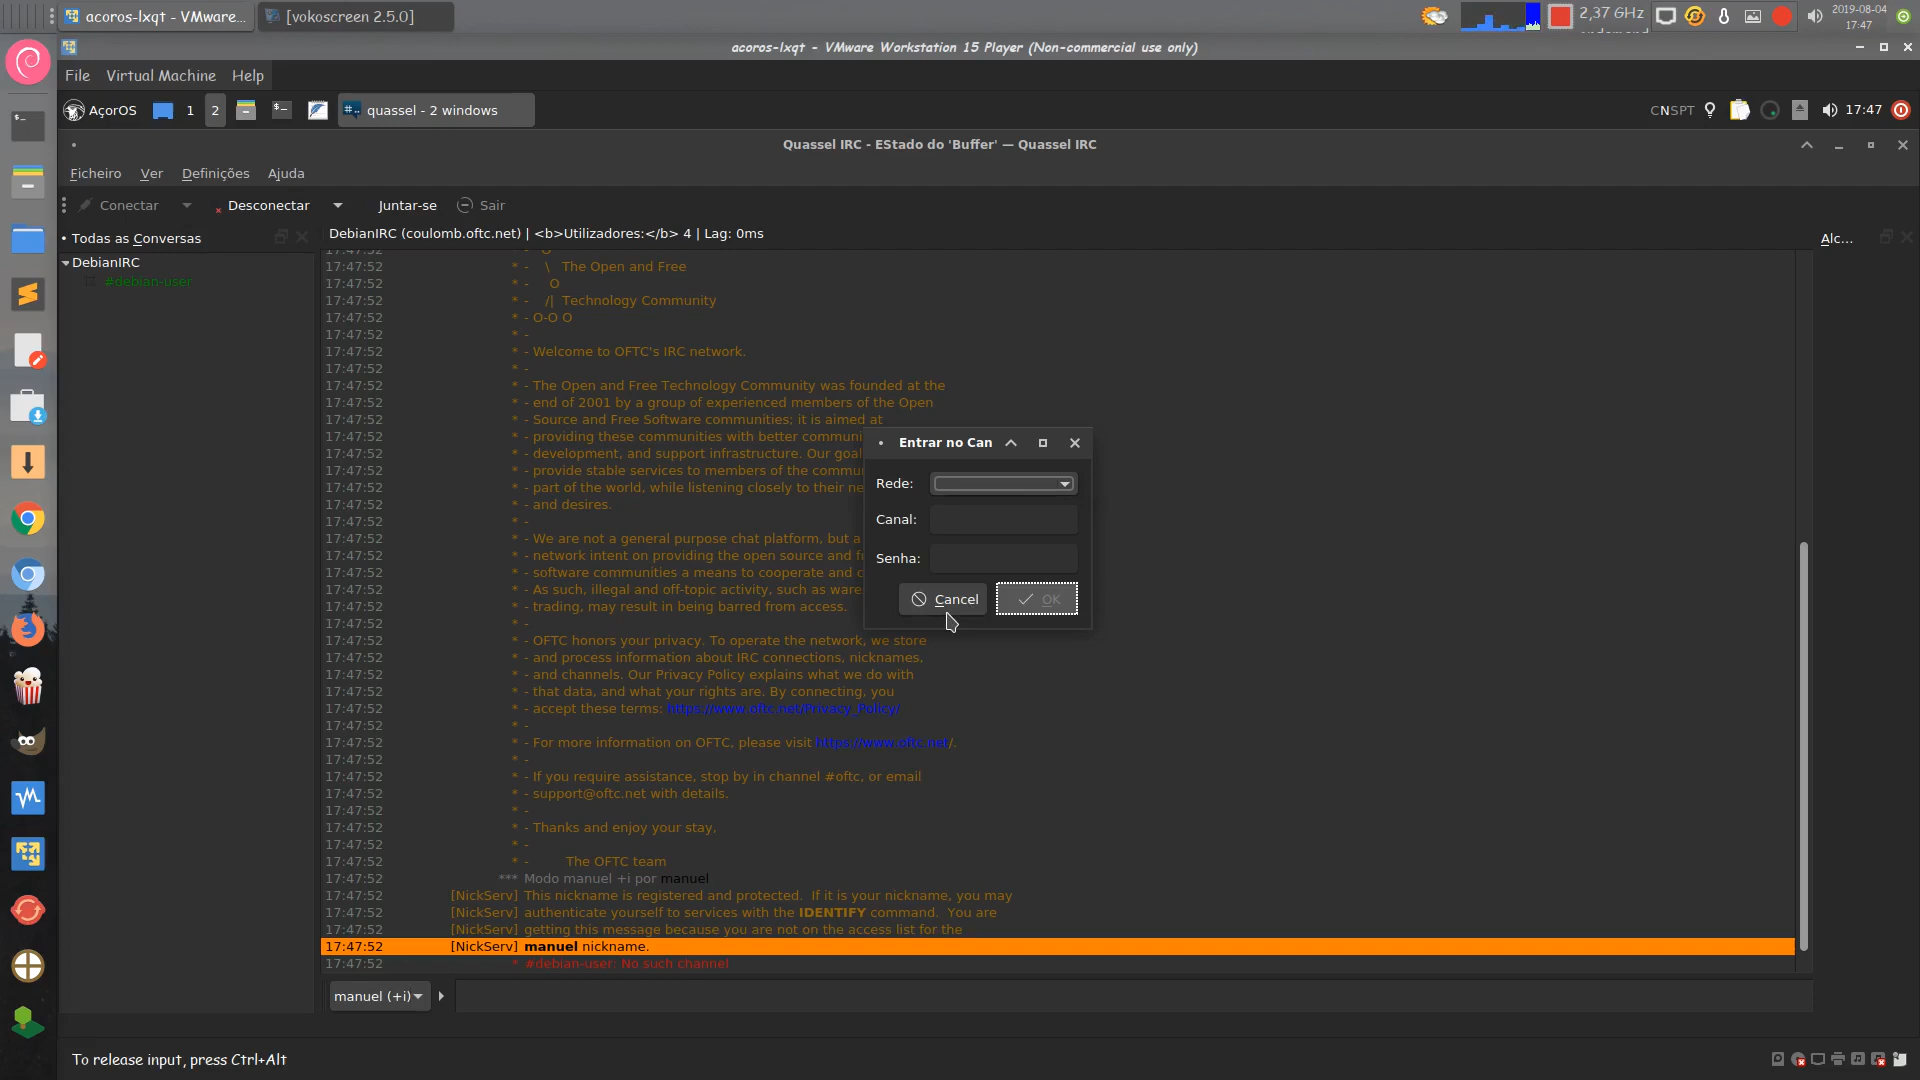 acoros-lxqt - VMware...
[vokoscreen 2.5.0]
2,37 GHz
2019-08-04
17:47
acoros-lxqt - VMware Workstation 15 Player (Non-commercial use only)
File Virtual Machine Help
AçorOS 1 2 quassel - 2 windows
CNSPT 17:47
Quassel IRC - EStado do 'Buffer' — Quassel IRC
Ficheiro Ver Definições Ajuda
Conectar Desconectar Juntar-se Sair
Todas as Conversas
DebianIRC
#debian-user
DebianIRC (coulomb.oftc.net) | <b>Utilizadores:</b> 4 | Lag: 0ms
Alc...
17:47:52 * - \ The Open and Free
17:47:52 * - O
17:47:52 * - /| Technology Community
17:47:52 * - O-O O
17:47:52 * -
17:47:52 * - Welcome to OFTC's IRC network.
17:47:52 * -
17:47:52 * - The Open and Free Technology Community was founded at the
17:47:52 * - end of 2001 by a group of experienced members of the Open
17:47:52 * - Source and Free Software communities; it is aimed at
17:47:52 * - providing these communities with better communi
17:47:52 * - development, and support infrastructure. Our goal
17:47:52 * - provide stable services to members of the commu
17:47:52 * - part of the world, while listening closely to their ne
17:47:52 * - and desires.
17:47:52 * -
17:47:52 * - We are not a general purpose chat platform, but a
17:47:52 * - network intent on providing the open source and f
17:47:52 * - software communities a means to cooperate and c
17:47:52 * - As such, illegal and off-topic activity, such as ware
17:47:52 * - trading, may result in being barred from access.
17:47:52 * -
17:47:52 * - OFTC honors your privacy. To operate the network, we store
17:47:52 * - and process information about IRC connections, nicknames,
17:47:52 * - and channels. Our Privacy Policy explains what we do with
17:47:52 * - that data, and what your rights are. By connecting, you
17:47:52 * - accept these terms: https://www.oftc.net/Privacy_Policy/
17:47:52 * -
17:47:52 * - For more information on OFTC, please visit https://www.oftc.net/.
17:47:52 * -
17:47:52 * - If you require assistance, stop by in channel #oftc, or email
17:47:52 * - support@oftc.net with details.
17:47:52 * -
17:47:52 * - Thanks and enjoy your stay,
17:47:52 * -
17:47:52 * - The OFTC team
17:47:52 *** Modo manuel +i por manuel
17:47:52 [NickServ] This nickname is registered and protected. If it is your nickname, you may
17:47:52 [NickServ] authenticate yourself to services with the IDENTIFY command. You are
17:47:52 [NickServ] getting this message because you are not on the access list for the
17:47:52 [NickServ] manuel nickname.
17:47:52 * #debian-user: No such channel
Entrar no Can
Rede:
Canal:
Senha:
Cancel OK
manuel (+i)
To release input, press Ctrl+Alt